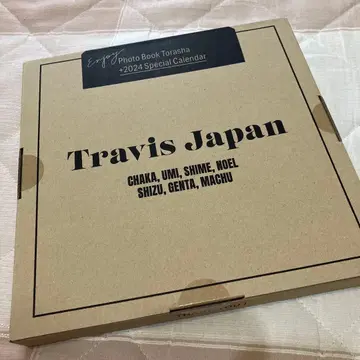 Enjoy
Photo Book Torasha
+2024 Special Calendar
Travis Japan
CHAKA, UMI, SHIME, NOEL
SHIZU, GENTA, MACHU